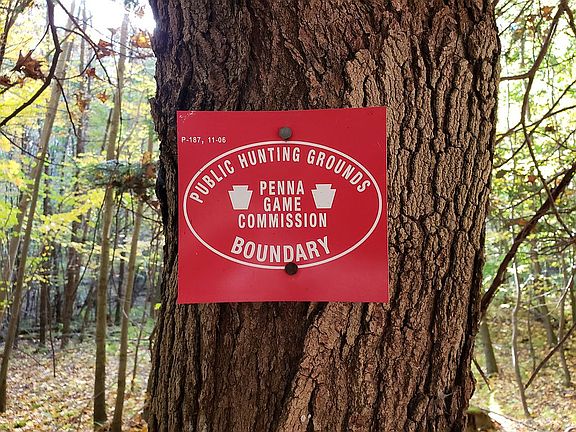 P-187, 11-06
PUBLIC HUNTING GROUNDS
PENNA
GAME
COMMISSION
BOUNDARY